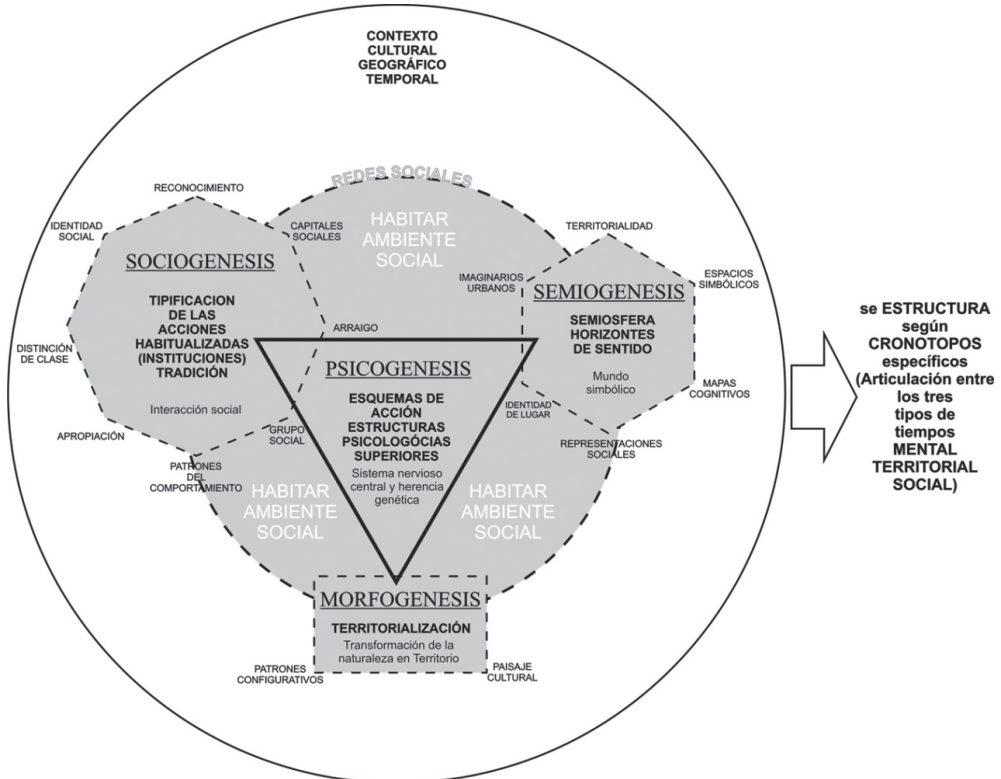 CONTEXTO
CULTURAL
GEOGRÁFICO
TEMPORAL
REDES SOCIALES
HABITAR
AMBIENTE
SOCIAL
RECONOCIMIENTO
IDENTIDAD
SOCIAL
CAPITALES
SOCIALES
SOCIOGENESIS
TIPIFICACION
DE LAS
ACCIONES
HABITUALIZADAS
(INSTITUCIONES)
TRADICIÓN
Interacción social
DISTINCIÓN
DE CLASE
ARRAIGO
APROPIACIÓN
GRUPO
SOCIAL
PATRONES
DEL
COMPORTAMIENTO
TERRITORIALIDAD
IMAGINARIOS
URBANOS
ESPACIOS
SIMBÓLICOS
SEMIOGENESIS
SEMIOSFERA
HORIZONTES
DE SENTIDO
Mundo
simbólico
MAPAS
COGNITIVOS
IDENTIDAD
DE LUGAR
REPRESENTACIONES
SOCIALES
PSICOGENESIS
ESQUEMAS DE
ACCIÓN
ESTRUCTURAS
PSICOLOGÓCIAS
SUPERIORES
Sistema nervioso
central y herencia
genética
HABITAR
AMBIENTE
SOCIAL
HABITAR
AMBIENTE
SOCIAL
MORFOGENESIS
TERRITORIALIZACIÓN
Transformación de la
naturaleza en Territorio
PATRONES
CONFIGURATIVOS
PAISAJE
CULTURAL
se ESTRUCTURA
según
CRONOTOPOS
específicos
(Articulación entre
los tres
tipos de
tiempos
MENTAL
TERRITORIAL
SOCIAL)